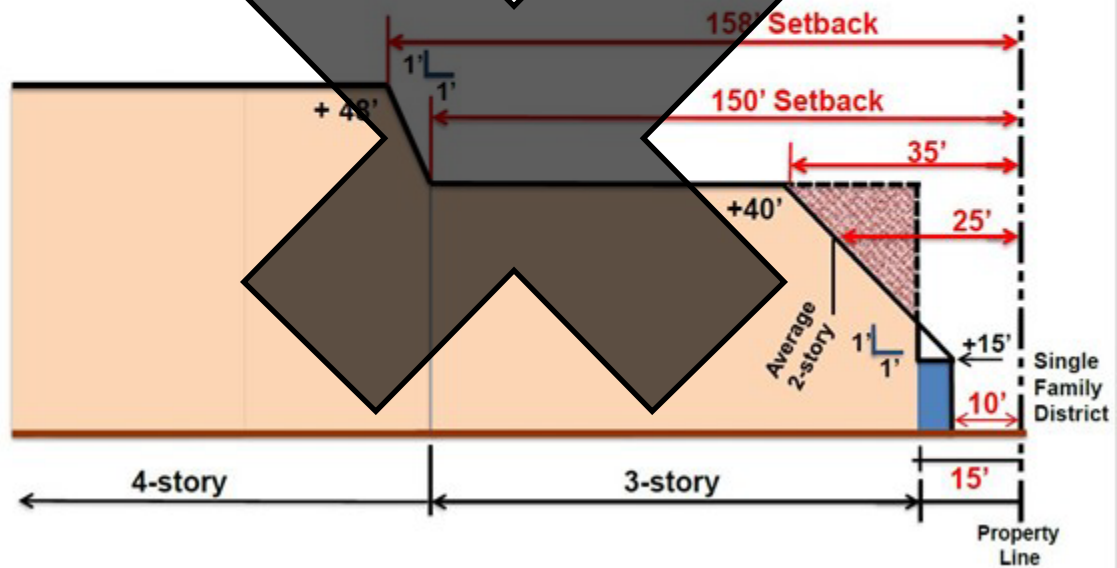 158' Setback
1'
1'
+ 48'
150' Setback
35'
+40'
25'
Average
2-story
1'
1'
+15'
Single
Family
District
10'
4-story
3-story
15'
Property
Line